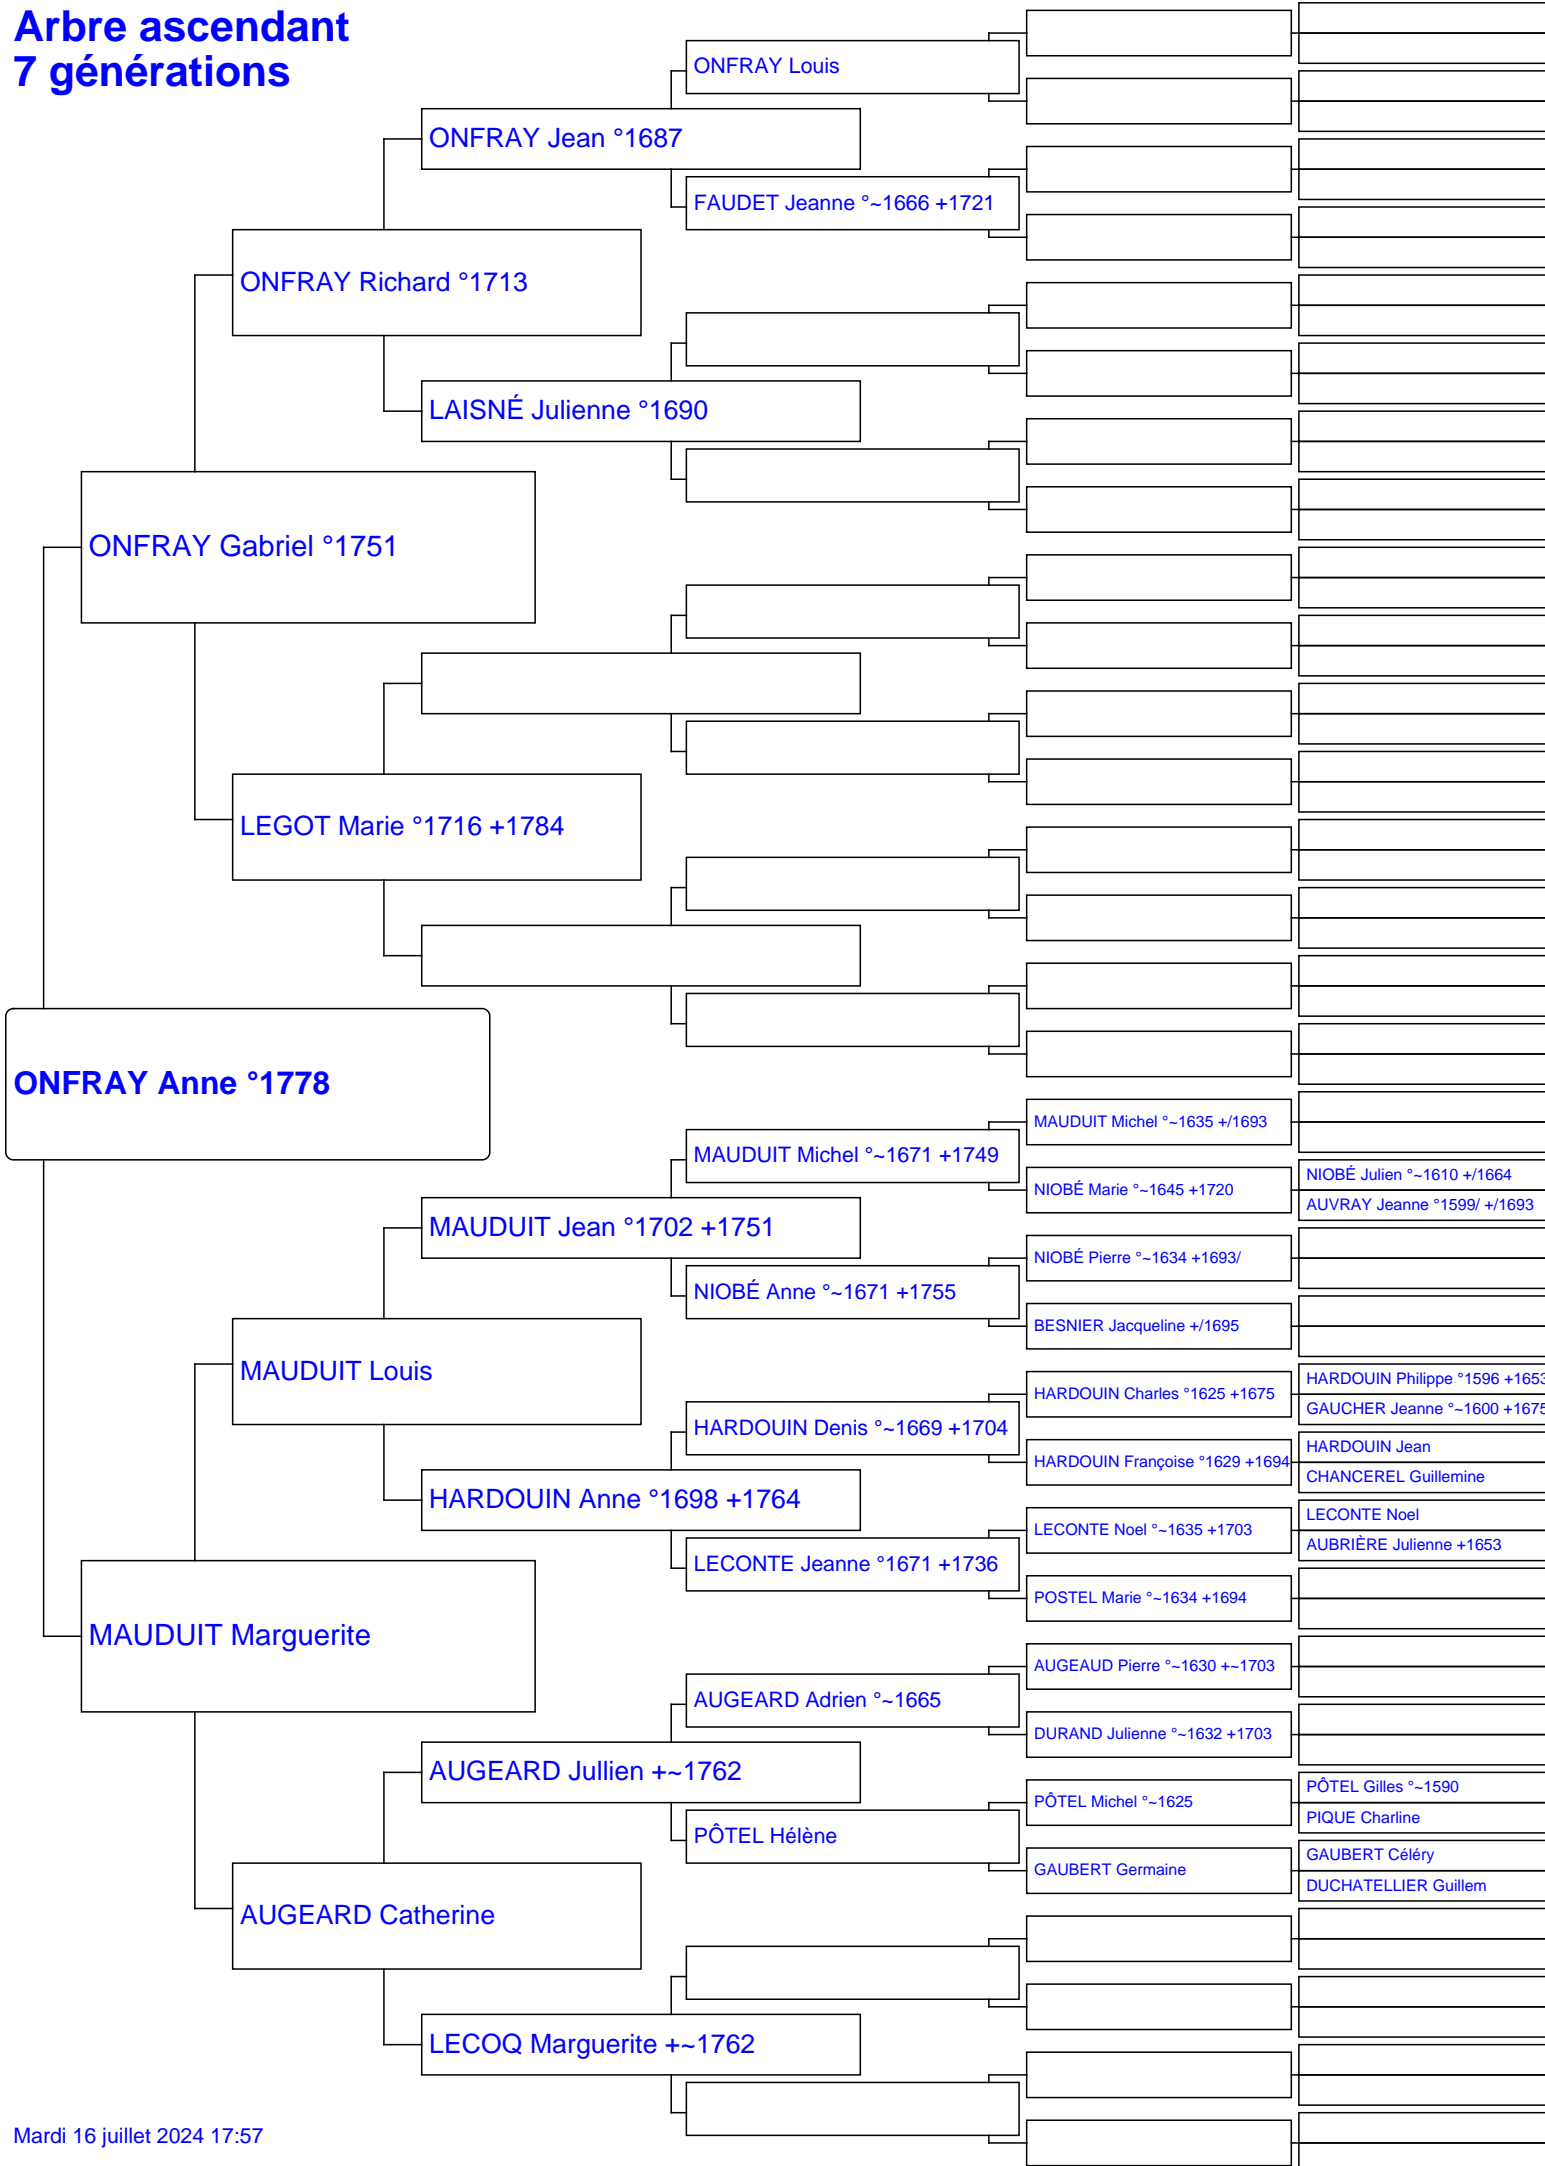 Arbre ascendant
7 générations
ONFRAY Louis
ONFRAY Jean °1687
FAUDET Jeanne °~1666 +1721
ONFRAY Richard °1713
LAISNÉ Julienne °1690
ONFRAY Gabriel °1751
LEGOT Marie °1716 +1784
ONFRAY Anne °1778
MAUDUIT Michel °~1635 +/1693
MAUDUIT Michel °~1671 +1749
NIOBÉ Julien °~1610 +/1664
NIOBÉ Marie °~1645 +1720
AUVRAY Jeanne °1599/ +/1693
MAUDUIT Jean °1702 +1751
NIOBÉ Pierre °~1634 +1693/
NIOBÉ Anne °~1671 +1755
BESNIER Jacqueline +/1695
MAUDUIT Louis
HARDOUIN Philippe °1596 +1653
HARDOUIN Charles °1625 +1675
GAUCHER Jeanne °~1600 +1675
HARDOUIN Denis °~1669 +1704
HARDOUIN Jean
HARDOUIN Françoise °1629 +1694
CHANCEREL Guillemine
HARDOUIN Anne °1698 +1764
LECONTE Noel
LECONTE Noel °~1635 +1703
AUBRIÈRE Julienne +1653
LECONTE Jeanne °1671 +1736
POSTEL Marie °~1634 +1694
MAUDUIT Marguerite
AUGEAUD Pierre °~1630 +~1703
AUGEARD Adrien °~1665
DURAND Julienne °~1632 +1703
AUGEARD Jullien +~1762
PÔTEL Gilles °~1590
PÔTEL Michel °~1625
PIQUE Charline
PÔTEL Hélène
GAUBERT Céléry
GAUBERT Germaine
DUCHATELLIER Guillem
AUGEARD Catherine
LECOQ Marguerite +~1762
Mardi 16 juillet 2024 17:57